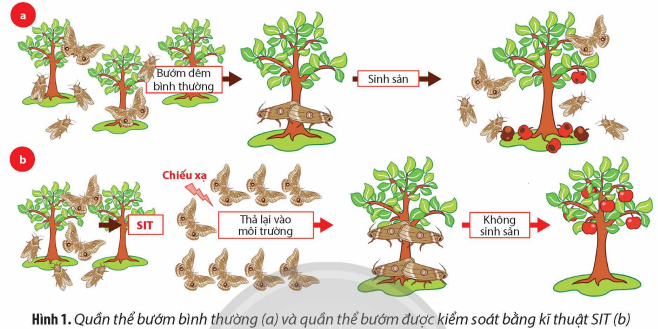 a
Bướm đêm
bình thường
Sinh sản
b
Chiếu xạ
SIT
Thả lại vào
môi trường
Không
sinh sản
Hình 1. Quần thể bướm bình thường (a) và quần thể bướm được kiểm soát bằng kĩ thuật SIT (b)